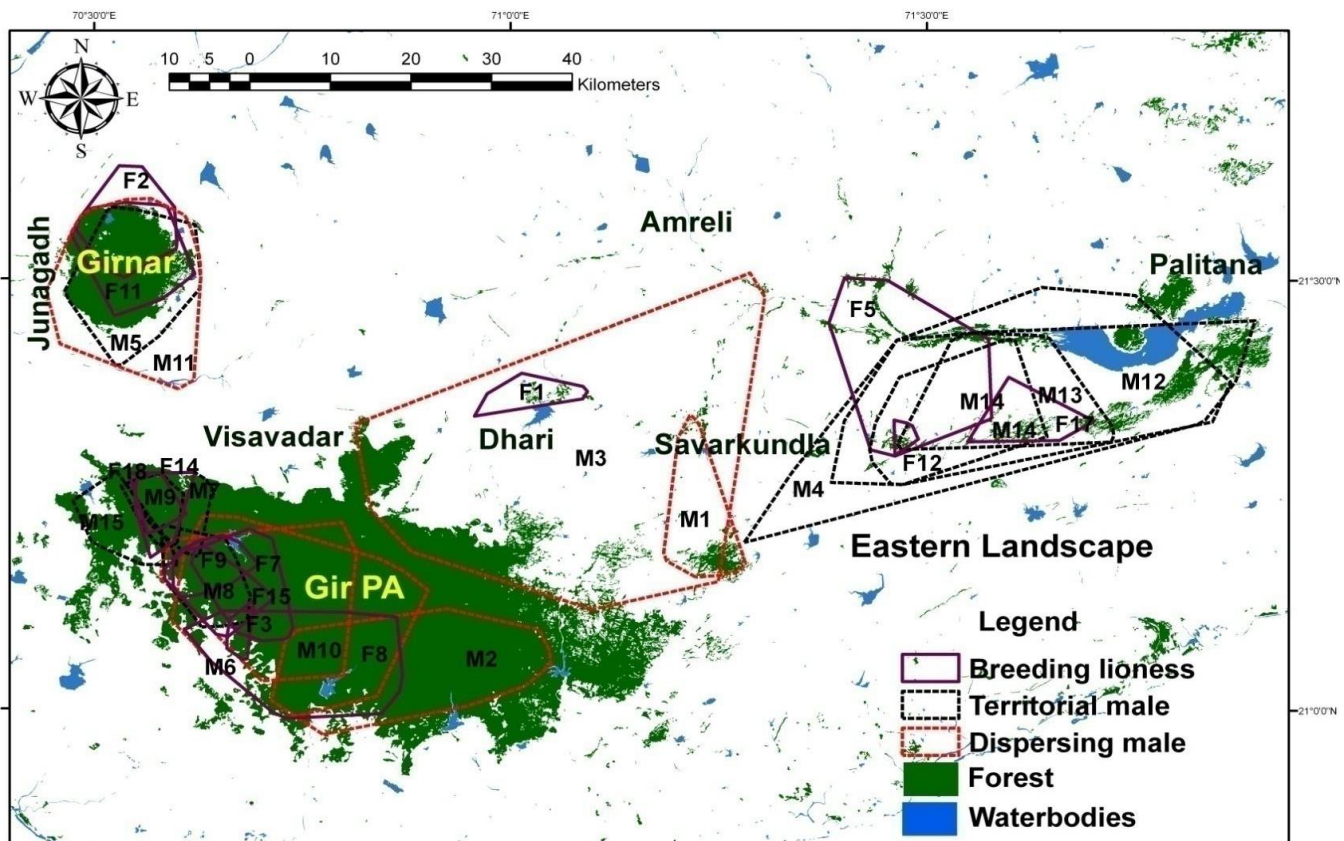 70°30'0"E
71°0'0"E
71°30'0"E
N
W E
S
10 5 0 10 20 30 40
Kilometers
F2
Amreli
Junagadh
Girnar
F11
Palitana
21°30'0"N
F5
M5
M11
M12
F1
M14
M13
Visavadar
Dhari
Savarkundla
M14
F17
M3
F12
F18
F14
M9
M4
M15
M1
Eastern Landscape
F9
F7
M8
Gir PA
F15
F3
M10
F8
M2
M6
Legend
Breeding lioness
Territorial male
21°0'0"N
Dispersing male
Forest
Waterbodies